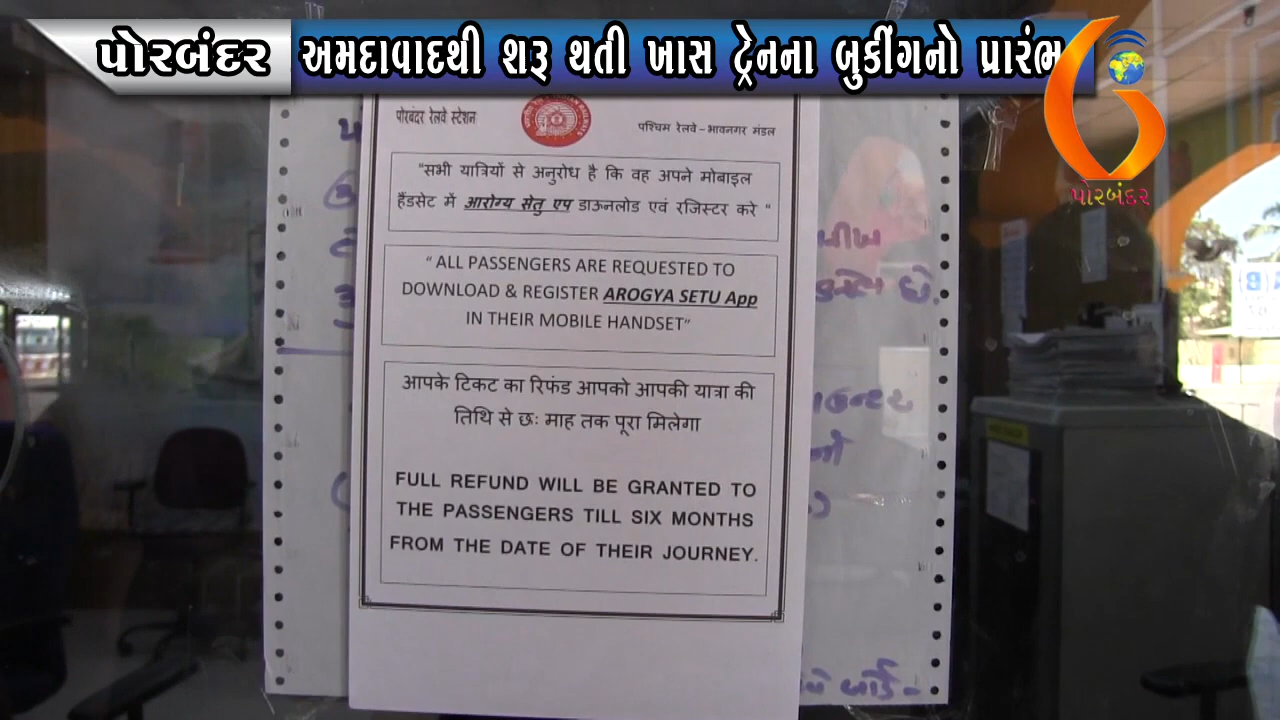 પોરબંદર અમદાવાદથી શરૂ થતી ખાસ ટ્રેનના બુકીંગનો પ્રારંભ
પોરબંદર
पोरबंदर रेलवे स्टेशन
पश्चिम रेलवे - भावनगर मंडल
"सभी यात्रियों से अनुरोध है कि वह अपने मोबाइल
हैंडसेट में आरोग्य सेतु एप डाऊनलोड एवं रजिस्टर करे "
" ALL PASSENGERS ARE REQUESTED TO
DOWNLOAD & REGISTER AROGYA SETU App
IN THEIR MOBILE HANDSET"
आपके टिकट का रिफंड आपको आपकी यात्रा की
तिथि से छः माह तक पूरा मिलेगा
FULL REFUND WILL BE GRANTED TO
THE PASSENGERS TILL SIX MONTHS
FROM THE DATE OF THEIR JOURNEY.